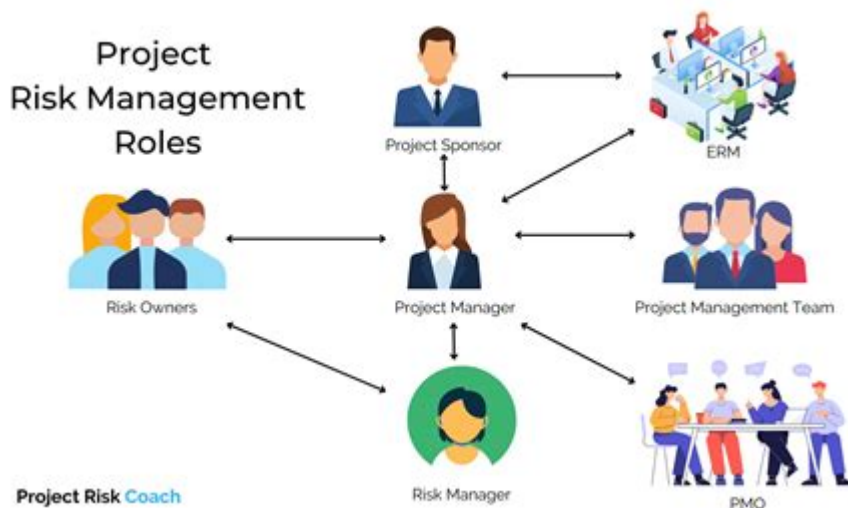 Project
Risk Management
Roles
Project Sponsor
ERM
Risk Owners
Project Manager
Project Management Team
Risk Manager
PMO
Project Risk Coach